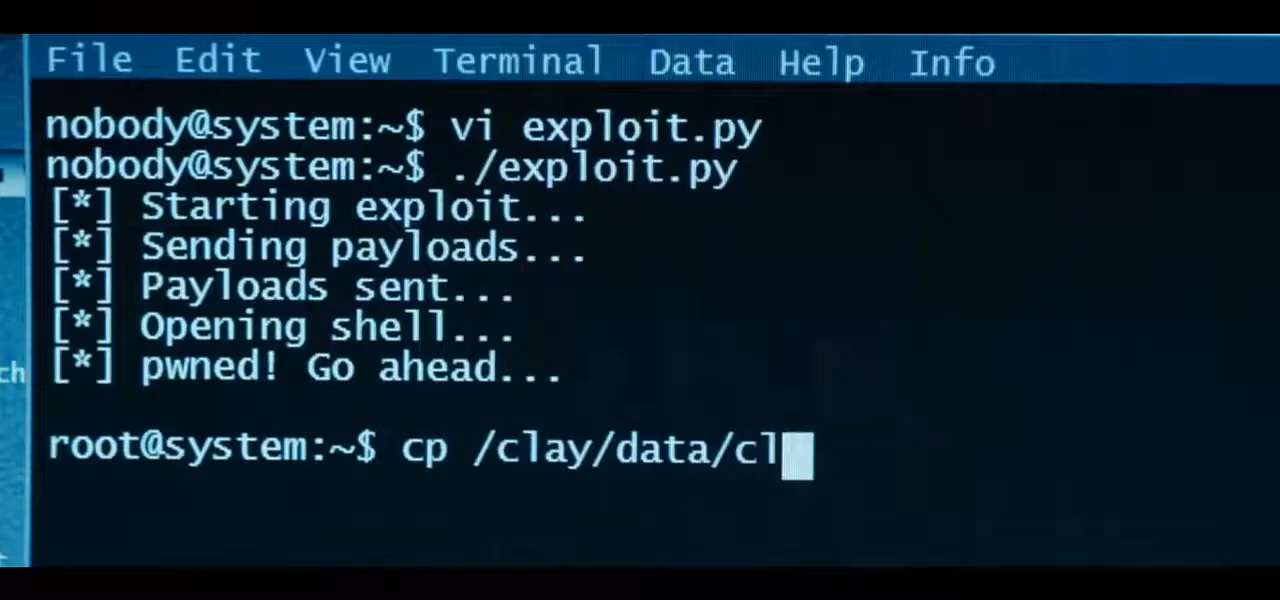 File Edit View Terminal Data Help Info
nobody@system:~$ vi exploit.py
nobody@system:~$ ./exploit.py
[*] Starting exploit...
[*] Sending payloads...
[*] Payloads sent...
[*] Opening shell...
[*] pwned! Go ahead...
root@system:~$ cp /clay/data/cl
ch